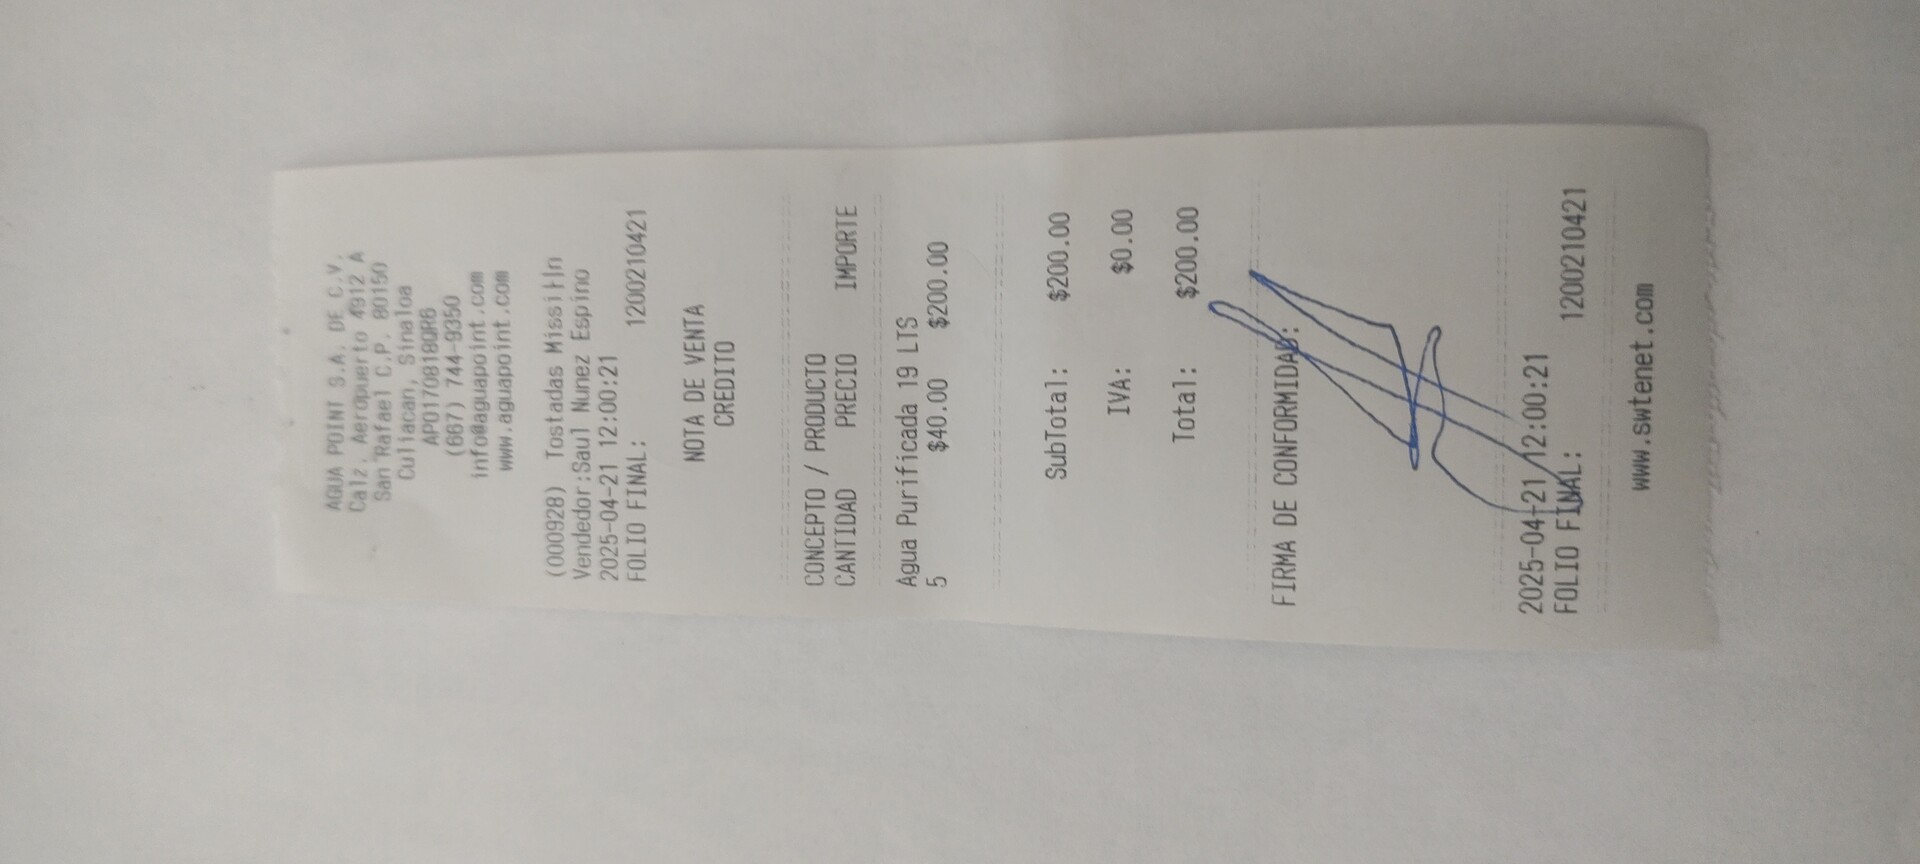 AGUA POINT S.A. DE C.V.
Calz. Aeropuerto 4912 A
San Rafael C.P. 80150
Culiacan, Sinaloa
APO170818QR6
(667) 744-9350
info@aguapoint.com
www.aguapoint.com
(000928) Tostadas Missi├│n
Vendedor:Saul Nunez Espino
2025-04-21 12:00:21
FOLIO FINAL: 1200210421
NOTA DE VENTA
CREDITO
CONCEPTO / PRODUCTO
CANTIDAD PRECIO IMPORTE
Agua Purificada 19 LTS
5 $40.00 $200.00
SubTotal: $200.00
IVA: $0.00
Total: $200.00
FIRMA DE CONFORMIDAD:
2025-04-21 12:00:21
FOLIO FINAL: 1200210421
www.swtenet.com